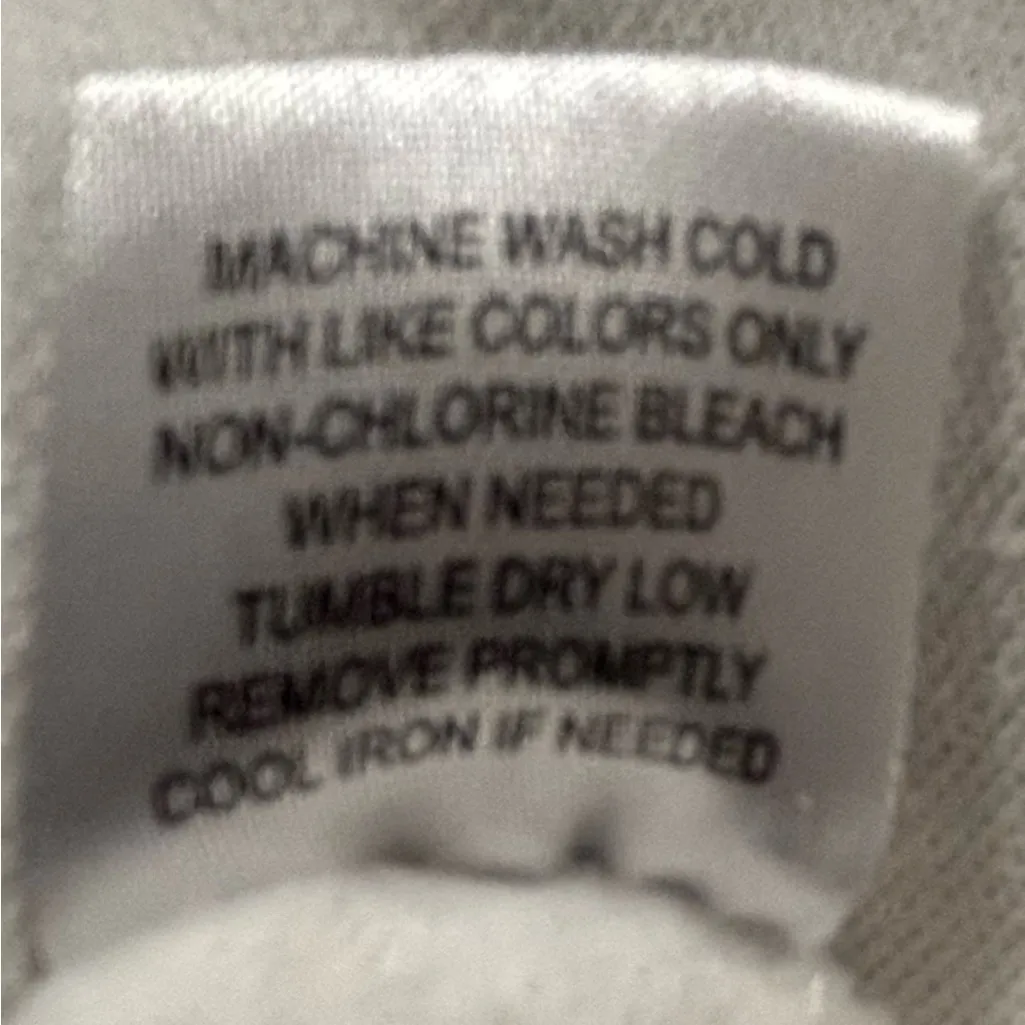 MACHINE WASH COLD
WITH LIKE COLORS ONLY
NON-CHLORINE BLEACH
WHEN NEEDED
TUMBLE DRY LOW
REMOVE PROMPTLY
COOL IRON IF NEEDED